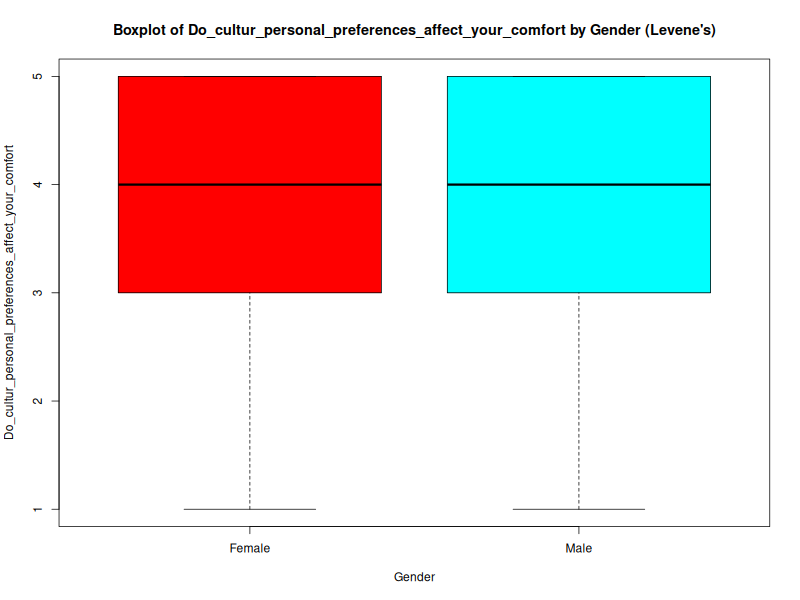 Boxplot of Do_cultur_personal_preferences_affect_your_comfort by Gender (Levene's)
Do_cultur_personal_preferences_affect_your_comfort
5
4
3
2
1
Female Male
Gender